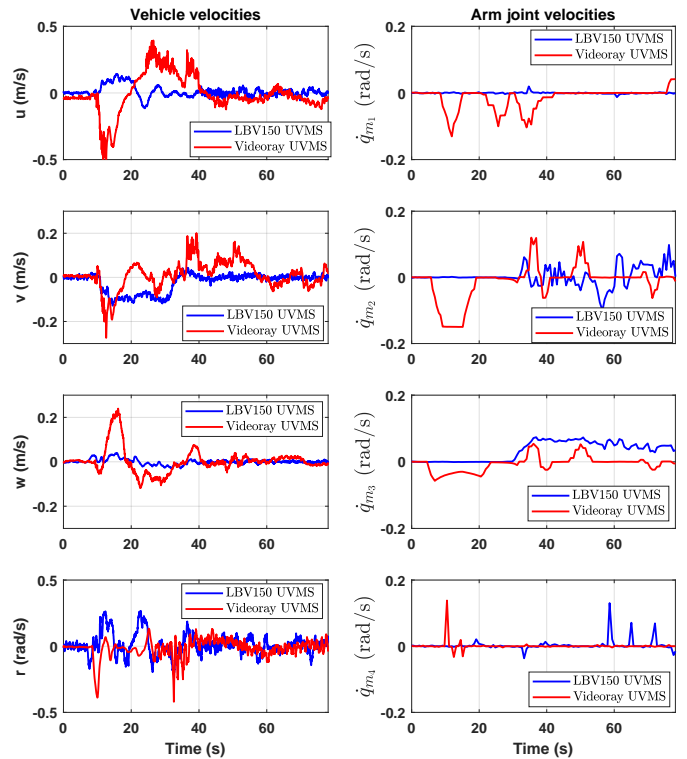 Vehicle velocities
0.5
0
-0.5
u (m/s)
LBV150 UVMS
Videoray UVMS
0 20 40 60
Arm joint velocities
0.2
0
-0.2
q̇m1 (rad/s)
LBV150 UVMS
Videoray UVMS
0 20 40 60
0.2
0
-0.2
v (m/s)
LBV150 UVMS
Videoray UVMS
0 20 40 60
0.2
0
-0.2
q̇m2 (rad/s)
LBV150 UVMS
Videoray UVMS
0 20 40 60
0.2
0
-0.2
w (m/s)
LBV150 UVMS
Videoray UVMS
0 20 40 60
0.2
0
-0.2
q̇m3 (rad/s)
LBV150 UVMS
Videoray UVMS
0 20 40 60
0.5
0
-0.5
r (rad/s)
LBV150 UVMS
Videoray UVMS
0 20 40 60
Time (s)
0.2
0
-0.2
q̇m4 (rad/s)
LBV150 UVMS
Videoray UVMS
0 20 40 60
Time (s)